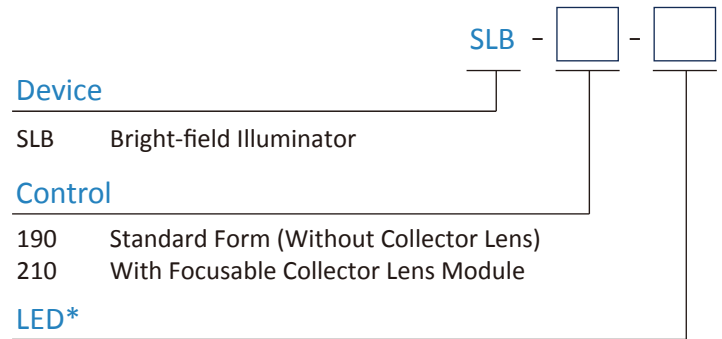 SLB - -
Device
SLB Bright-field Illuminator
Control
190 Standard Form (Without Collector Lens)
210 With Focusable Collector Lens Module
LED*